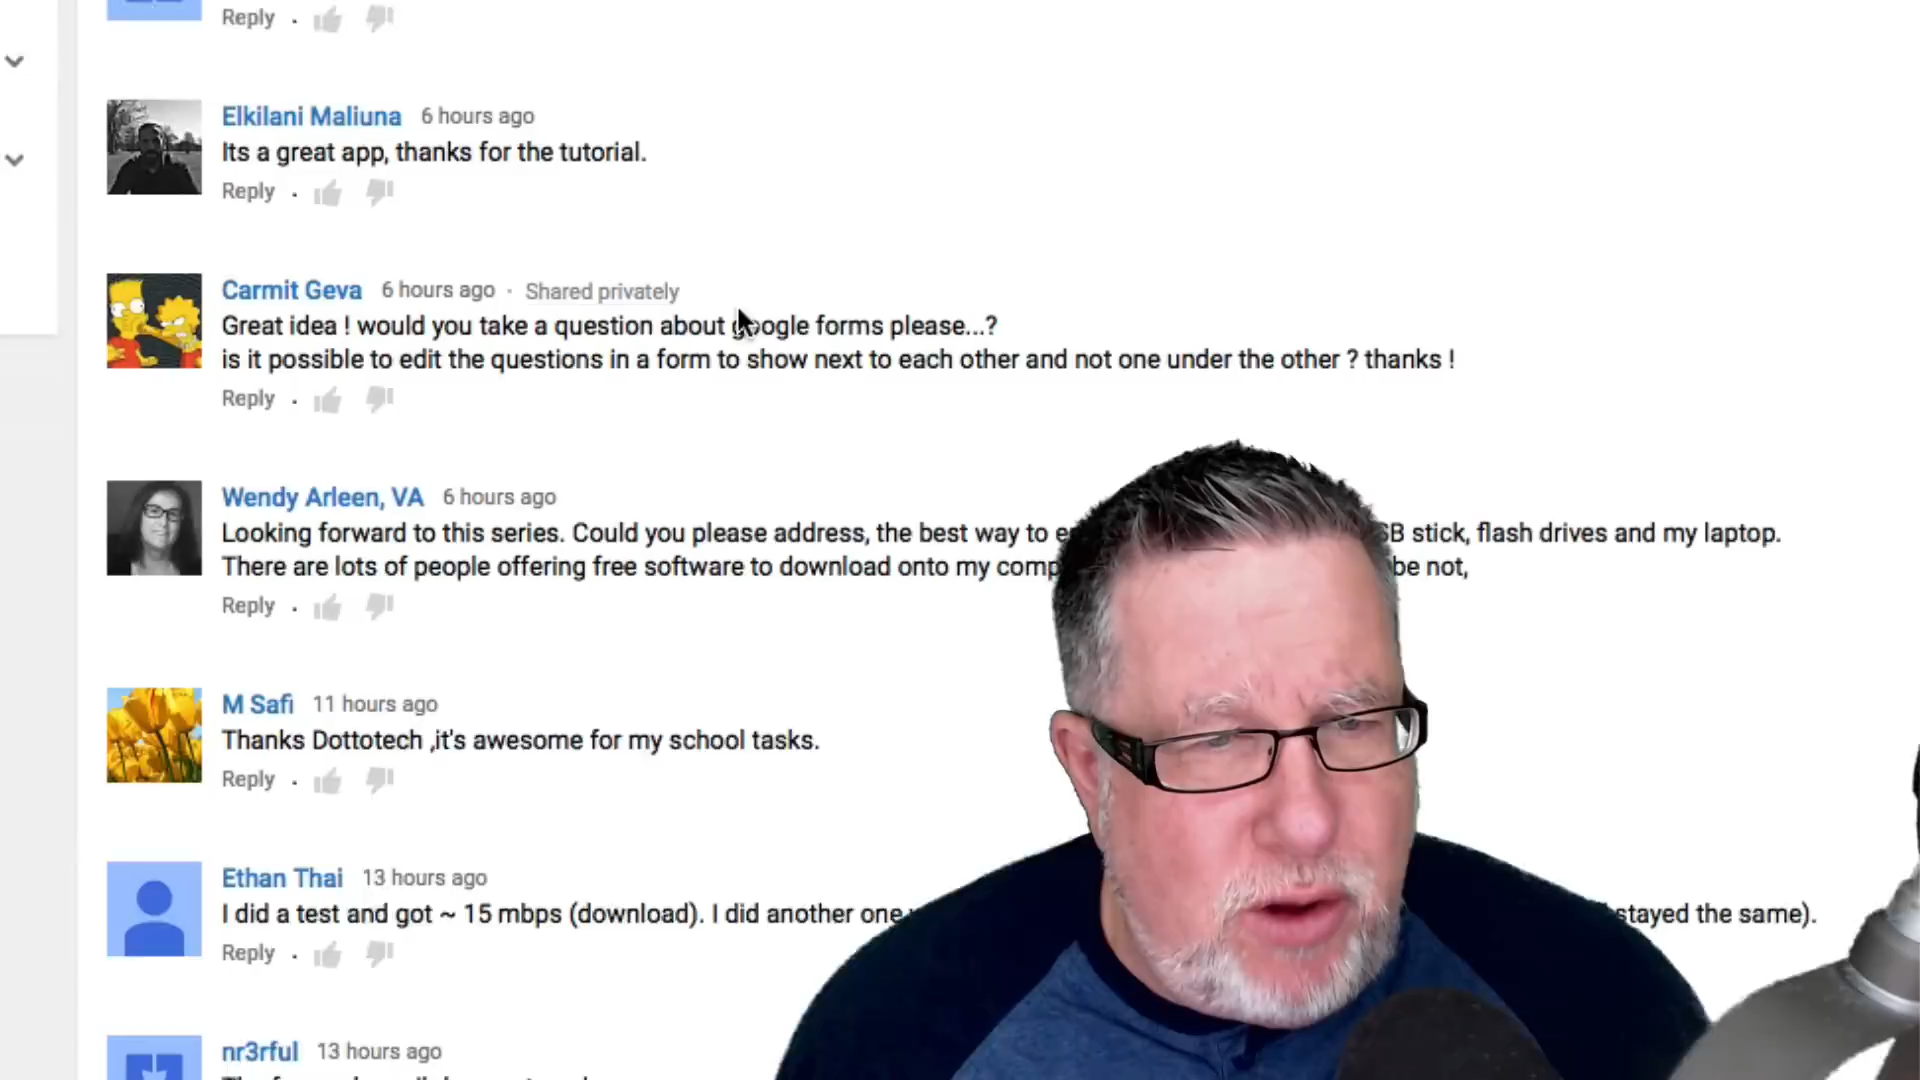 Reply .
Elkilani Maliuna 6 hours ago
Its a great app, thanks for the tutorial.
Reply .
Carmit Geva 6 hours ago · Shared privately
Great idea ! would you take a question about google forms please...?
is it possible to edit the questions in a form to show next to each other and not one under the other ? thanks !
Reply .
Wendy Arleen, VA 6 hours ago
Looking forward to this series. Could you please address, the best way to stick, flash drives and my laptop.
There are lots of people offering free software to download onto my be not,
Reply .
M Safi 11 hours ago
Thanks Dottotech ,it's awesome for my school tasks.
Reply .
Ethan Thai 13 hours ago
I did a test and got ~ 15 mbps (download). I did another one stayed the same).
Reply .
nr3rful 13 hours ago